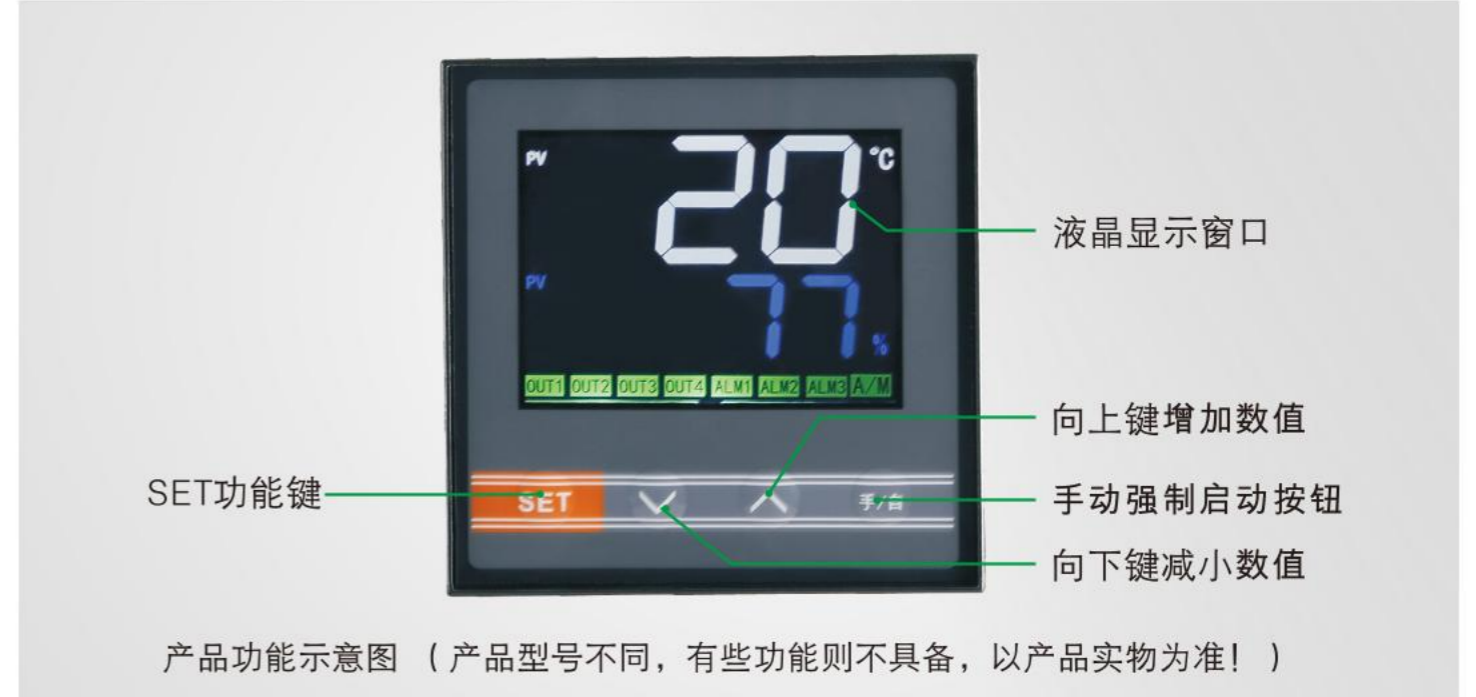 PV 20 ℃
液晶显示窗口
PV 77 %
OUT1 OUT2 OUT3 OUT4 ALM1 ALM2 ALM3 A/M
向上键增加数值
SET功能键
SET 手/自
手动强制启动按钮
向下键减小数值
产品功能示意图 （产品型号不同，有些功能则不具备，以产品实物为准！）